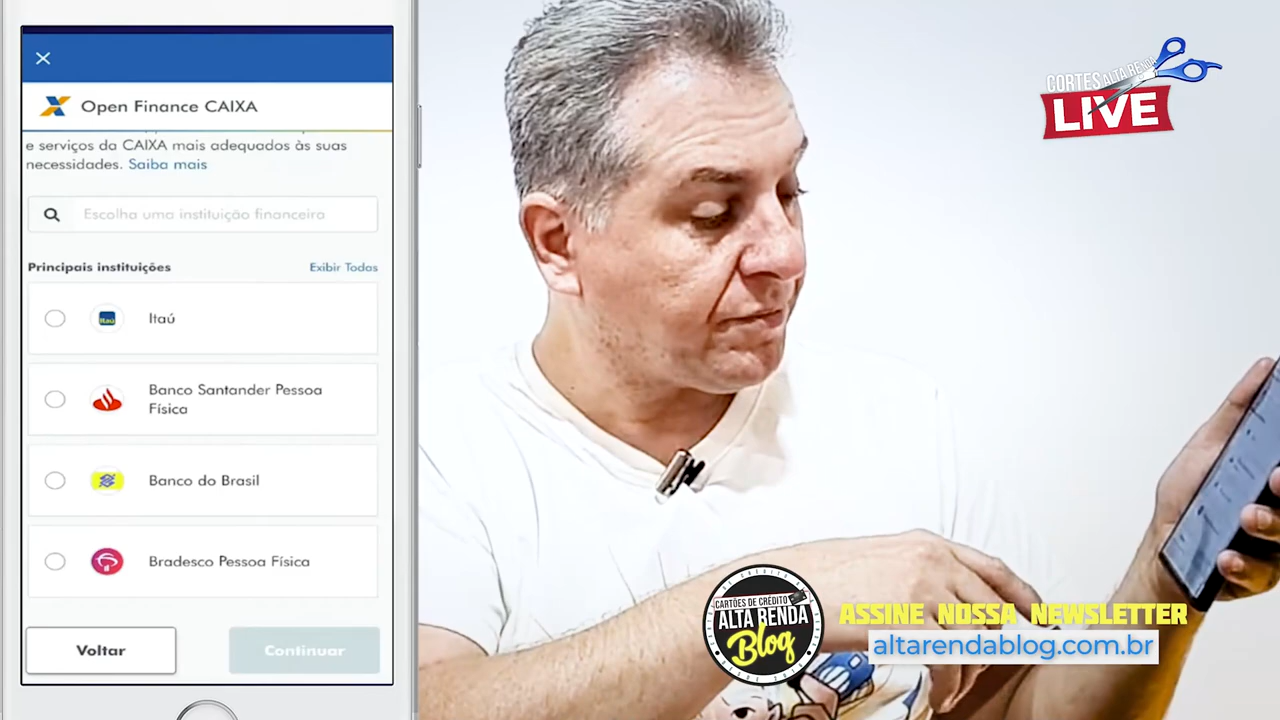 Open Finance CAIXA
e serviços da CAIXA mais adequados às suas
necessidades. Saiba mais
Escolha uma instituição financeira
Principais instituições
Exibir Todas
Itaú
Itaú
Banco Santander Pessoa
Física
Banco do Brasil
Bradesco Pessoa Física
Voltar
Continuar
CORTES ALTA RENDA
LIVE
CARTÕES DE CRÉDITO
ALTA RENDA
Blog
ASSINE NOSSA NEWSLETTER
altarendablog.com.br